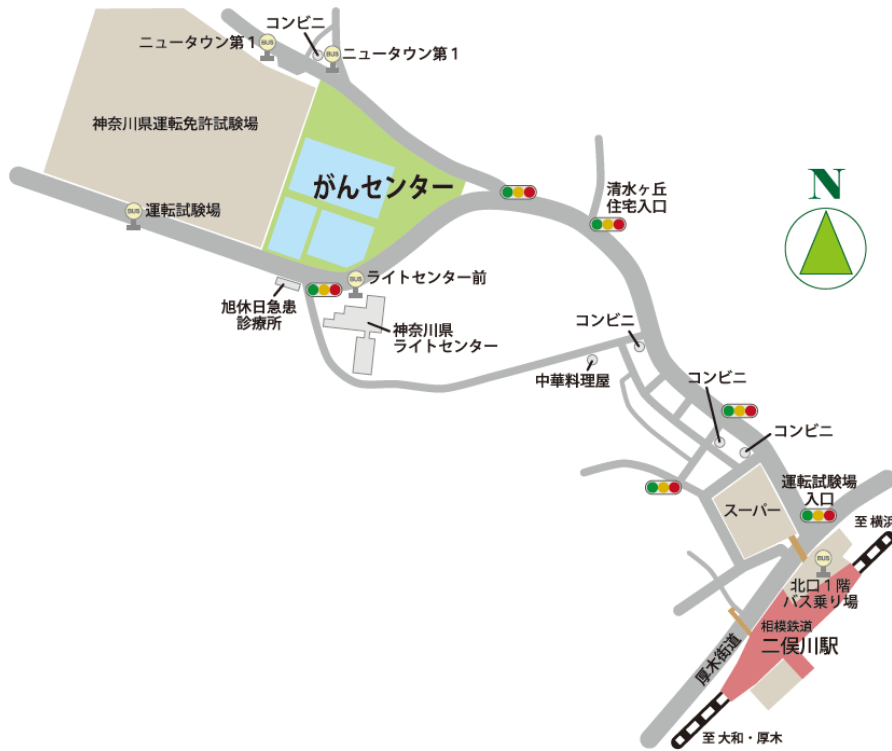 コンビニ
ニュータウン第1
BUS
BUS
ニュータウン第1
神奈川県運転免許試験場
がんセンター
N
清水ヶ丘
住宅入口
BUS
運転試験場
BUS
ライトセンター前
旭休日急患
診療所
神奈川県
ライトセンター
コンビニ
中華料理屋
コンビニ
コンビニ
運転試験場
入口
スーパー
至 横浜
BUS
北口1階
バス乗り場
相模鉄道
二俣川駅
厚木街道
至 大和・厚木